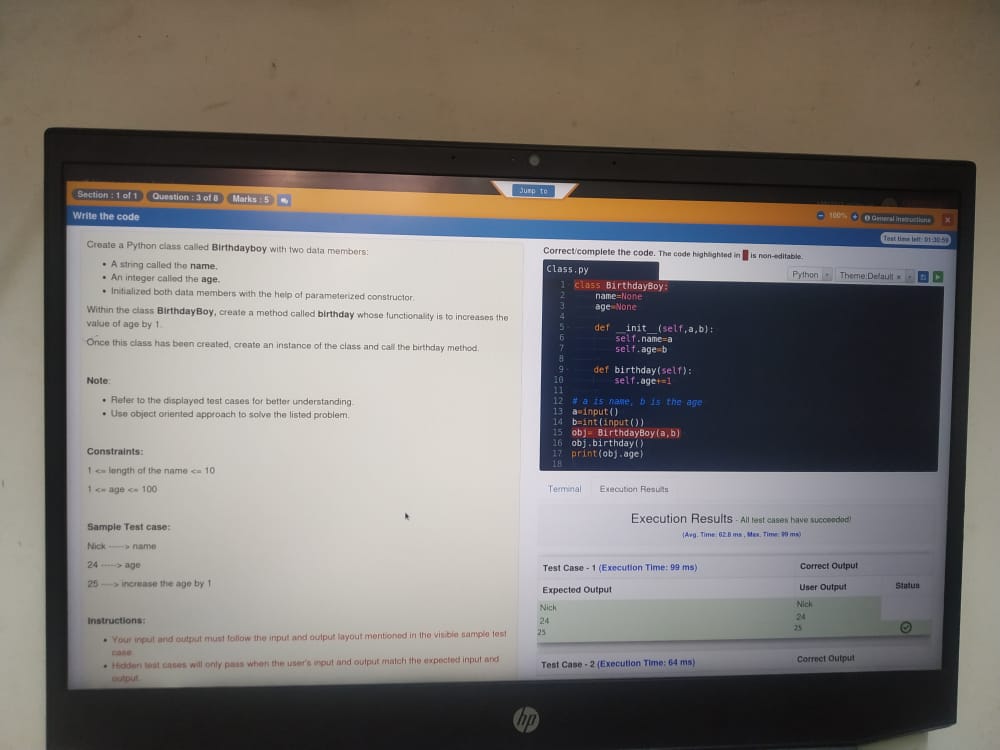 Jump to
Section : 1 of 1 Question : 3 of 8 Marks : 5
100% General Instructions
Write the code
Test time left: 01:30:59
Create a Python class called Birthdayboy with two data members:
• A string called the name.
• An integer called the age.
• Initialized both data members with the help of parameterized constructor.
Within the class BirthdayBoy, create a method called birthday whose functionality is to increases the
value of age by 1.
Once this class has been created, create an instance of the class and call the birthday method.
Note:
• Refer to the displayed test cases for better understanding.
• Use object oriented approach to solve the listed problem.
Constraints:
1 <= length of the name <= 10
1 <= age <= 100
Sample Test case:
Nick -----> name
24 -----> age
25 ----> increase the age by 1
Instructions:
• Your input and output must follow the input and output layout mentioned in the visible sample test
case.
• Hidden test cases will only pass when the user's input and output match the expected input and
output.
Correct/complete the code. The code highlighted in is non-editable.
Class.py
Python Theme:Default
1 class BirthdayBoy:
2 name=None
3 age=None
4
5 def __init__(self,a,b):
6 self.name=a
7 self.age=b
8
9 def birthday(self):
10 self.age+=1
11
12 # a is name, b is the age
13 a=input()
14 b=int(input())
15 obj= BirthdayBoy(a,b)
16 obj.birthday()
17 print(obj.age)
18
Terminal Execution Results
Execution Results - All test cases have succeeded!
(Avg. Time: 62.8 ms , Max. Time: 99 ms)
Test Case - 1 (Execution Time: 99 ms) Correct Output
Expected Output User Output Status
Nick Nick
24 24
25 25
Test Case - 2 (Execution Time: 64 ms) Correct Output
hp